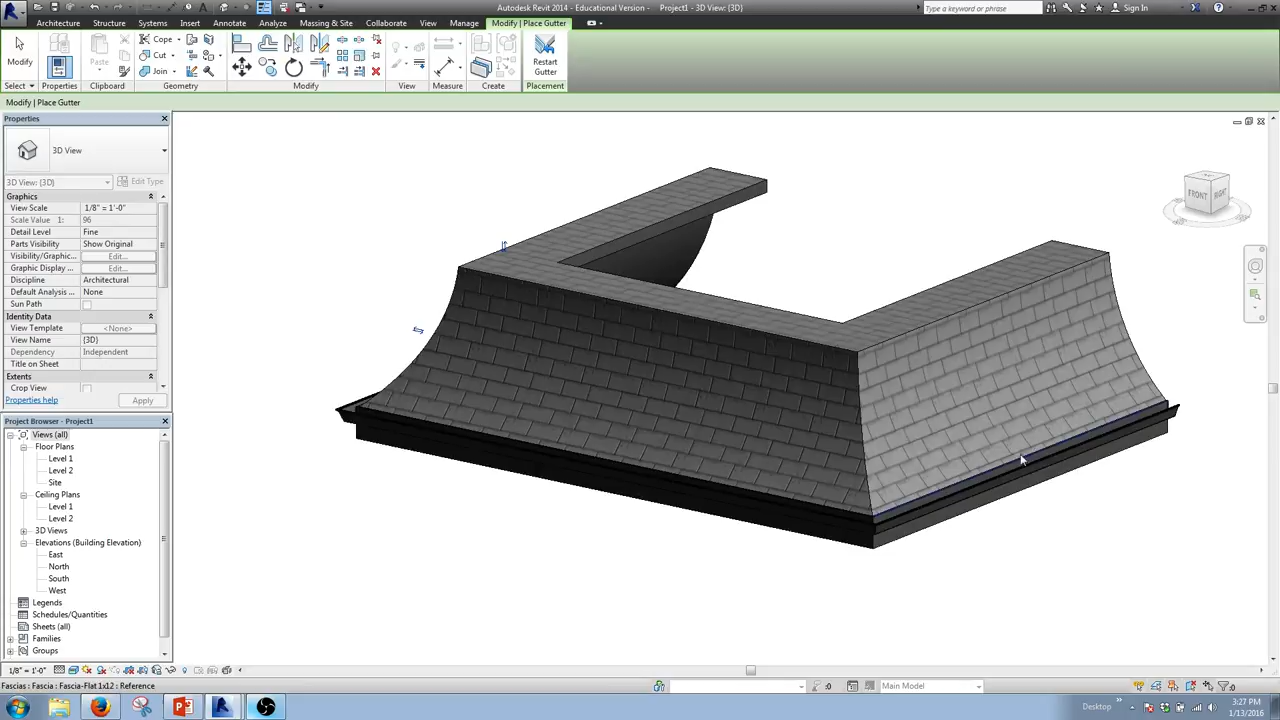 Autodesk Revit 2014 - Educational Version - Project1 - 3D View: {3D}
Type a keyword or phrase
Sign In
Architecture Structure Systems Insert Annotate Analyze Massing & Site Collaborate View Manage Modify | Place Gutter
Modify
Paste
Cope
Cut
Join
Restart
Gutter
Select Properties Clipboard Geometry Modify View Measure Create Placement
Modify | Place Gutter
Properties
3D View
3D View: {3D}
Edit Type
Graphics
View Scale 1/8" = 1'-0"
Scale Value 1: 96
Detail Level Fine
Parts Visibility Show Original
Visibility/Graphic... Edit...
Graphic Display ... Edit...
Discipline Architectural
Default Analysis ... None
Sun Path
Identity Data
View Template <None>
View Name {3D}
Dependency Independent
Title on Sheet
Extents
Crop View
Properties help
Apply
FRONT
RIGHT
Project Browser - Project1
Views (all)
Floor Plans
Level 1
Level 2
Site
Ceiling Plans
Level 1
Level 2
3D Views
Elevations (Building Elevation)
East
North
South
West
Legends
Schedules/Quantities
Sheets (all)
Families
Groups
1/8" = 1'-0"
Fascias : Fascia : Fascia-Flat 1x12 : Reference
:0
Main Model
:0
Desktop
3:27 PM
1/13/2016